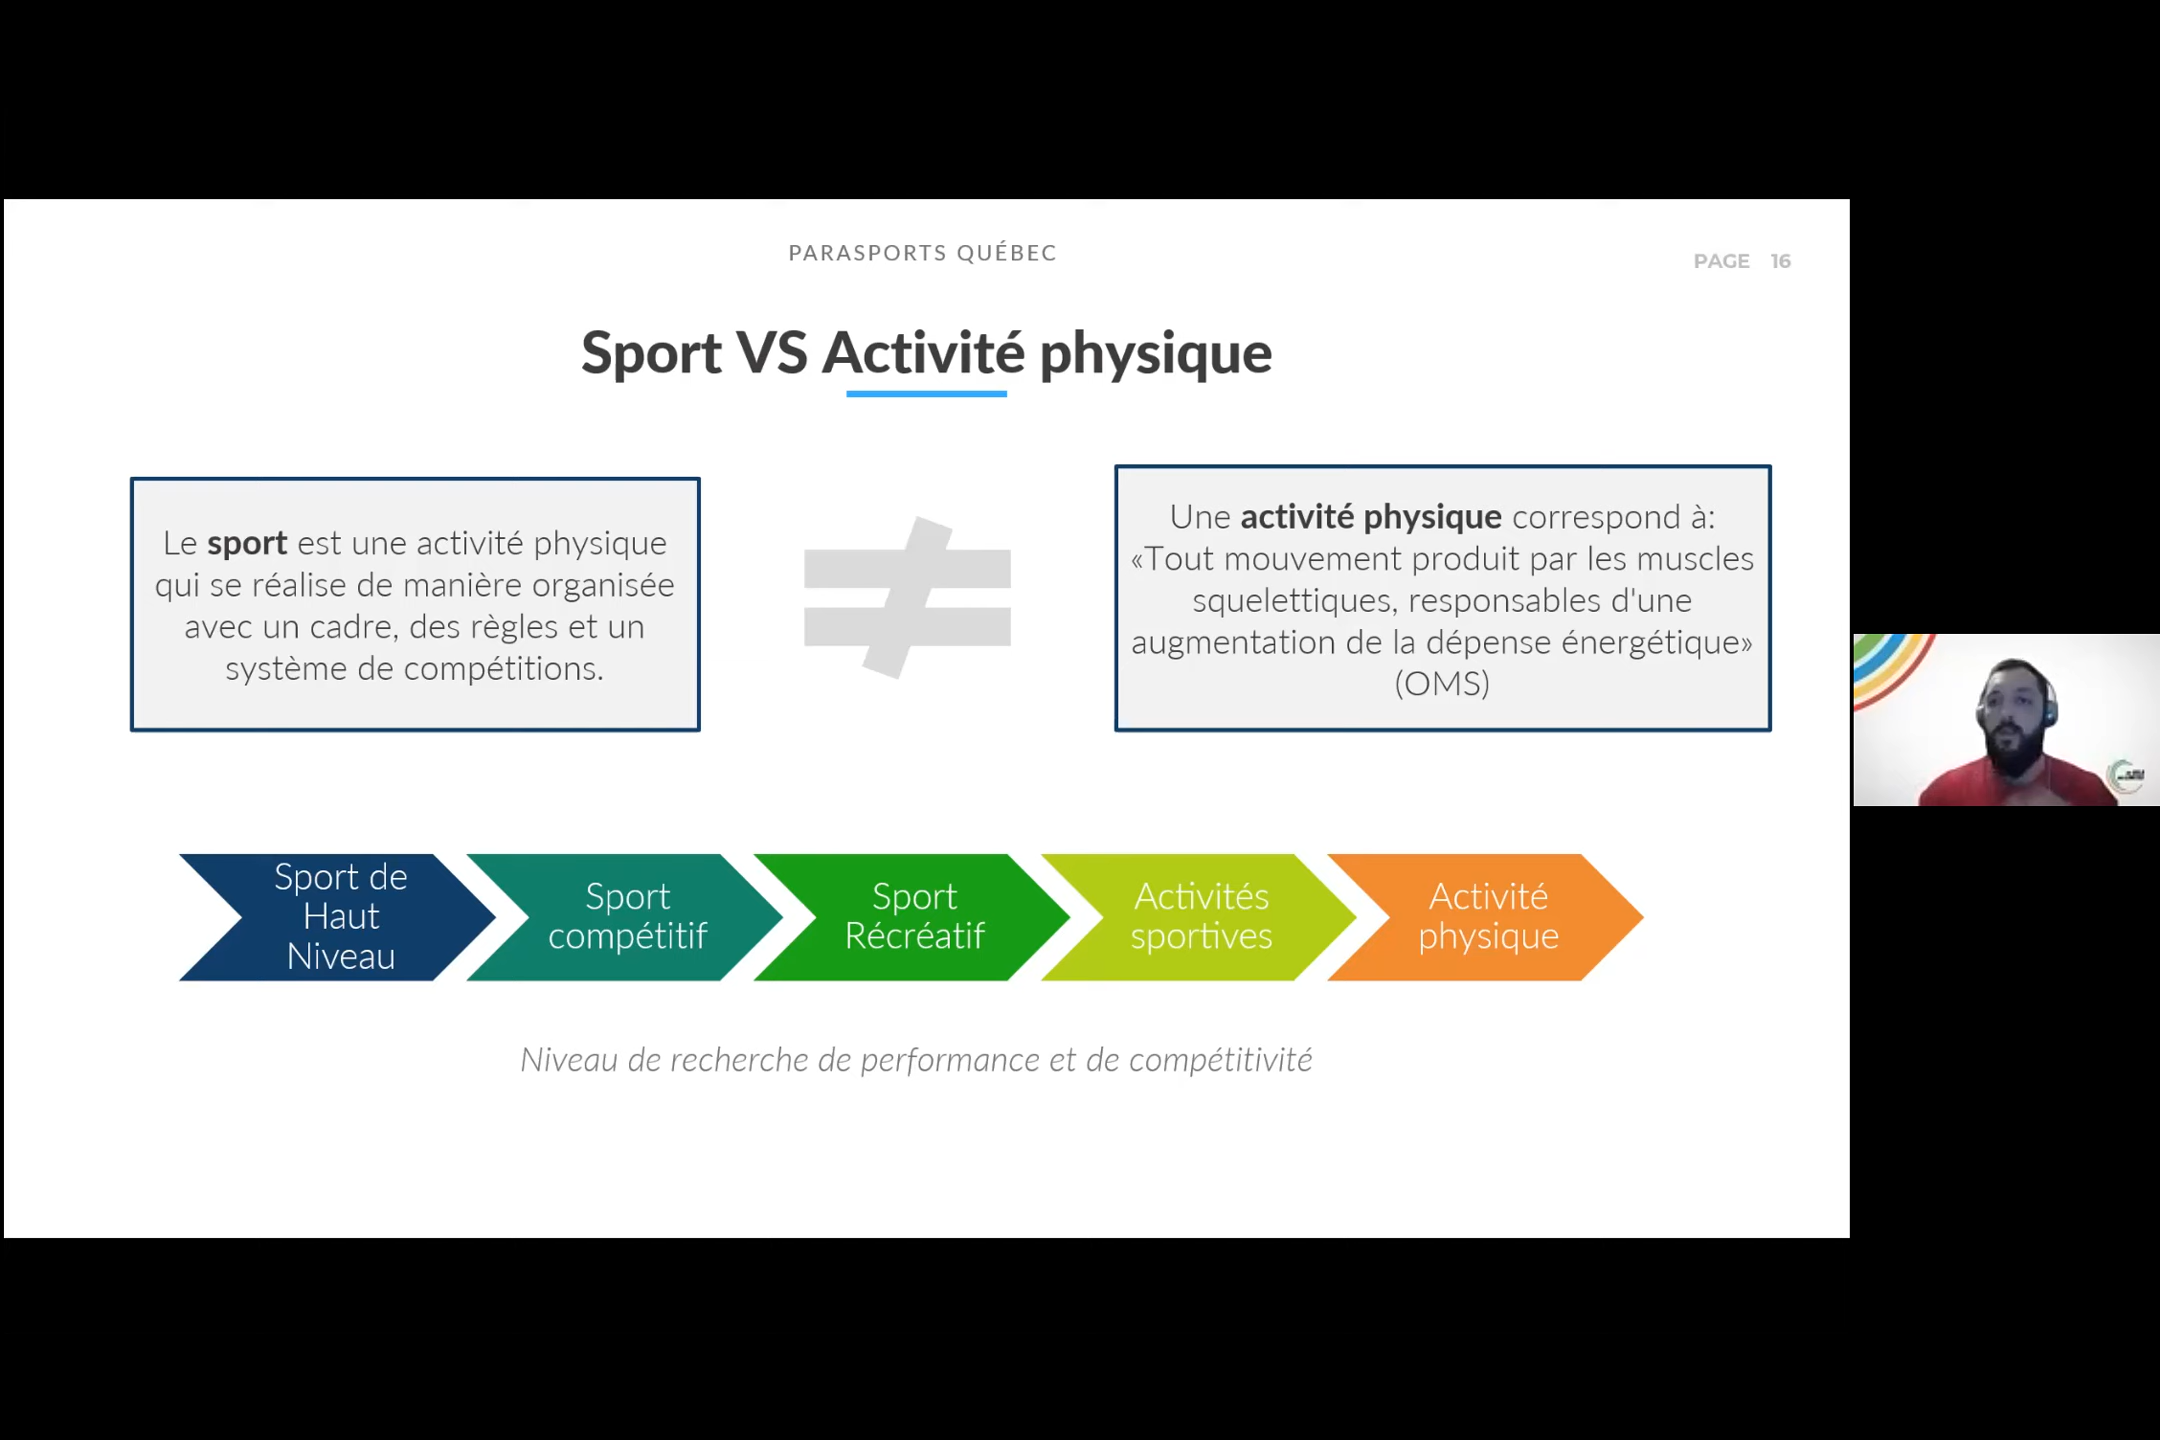 PARASPORTS QUÉBEC
PAGE 16
Sport VS Activité physique
Le sport est une activité physique
qui se réalise de manière organisée
avec un cadre, des règles et un
système de compétitions.
Une activité physique correspond à:
«Tout mouvement produit par les muscles
squelettiques, responsables d'une
augmentation de la dépense énergétique»
(OMS)
Sport de
Haut
Niveau
Sport
compétitif
Sport
Récréatif
Activités
sportives
Activité
physique
Niveau de recherche de performance et de compétitivité